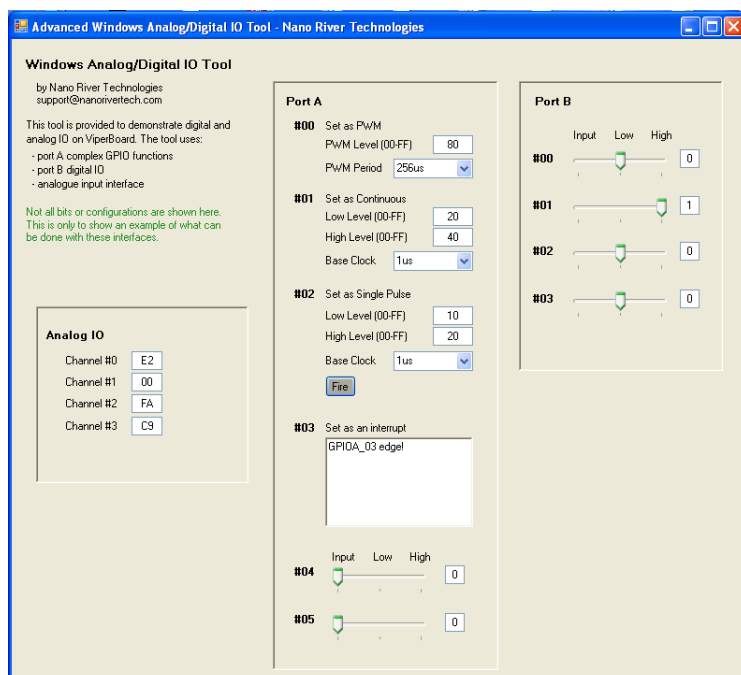 Advanced Windows Analog/Digital IO Tool - Nano River Technologies
Windows Analog/Digital IO Tool
by Nano River Technologies
support@nanorivertech.com
This tool is provided to demonstrate digital and
analog IO on ViperBoard. The tool uses:
- port A complex GPIO functions
- port B digital IO
- analogue input interface
Not all bits or configurations are shown here.
This is only to show an example of what can
be done with these interfaces.
Analog IO
Channel #0 E2
Channel #1 00
Channel #2 FA
Channel #3 C9
Port A
#00 Set as PWM
PWM Level (00-FF) 80
PWM Period 256us
#01 Set as Continuous
Low Level (00-FF) 20
High Level (00-FF) 40
Base Clock 1us
#02 Set as Single Pulse
Low Level (00-FF) 10
High Level (00-FF) 20
Base Clock 1us
Fire
#03 Set as an interrupt
GPIOA_03 edge!
Input Low High
#04 0
#05 0
Port B
Input Low High
#00 0
#01 1
#02 0
#03 0